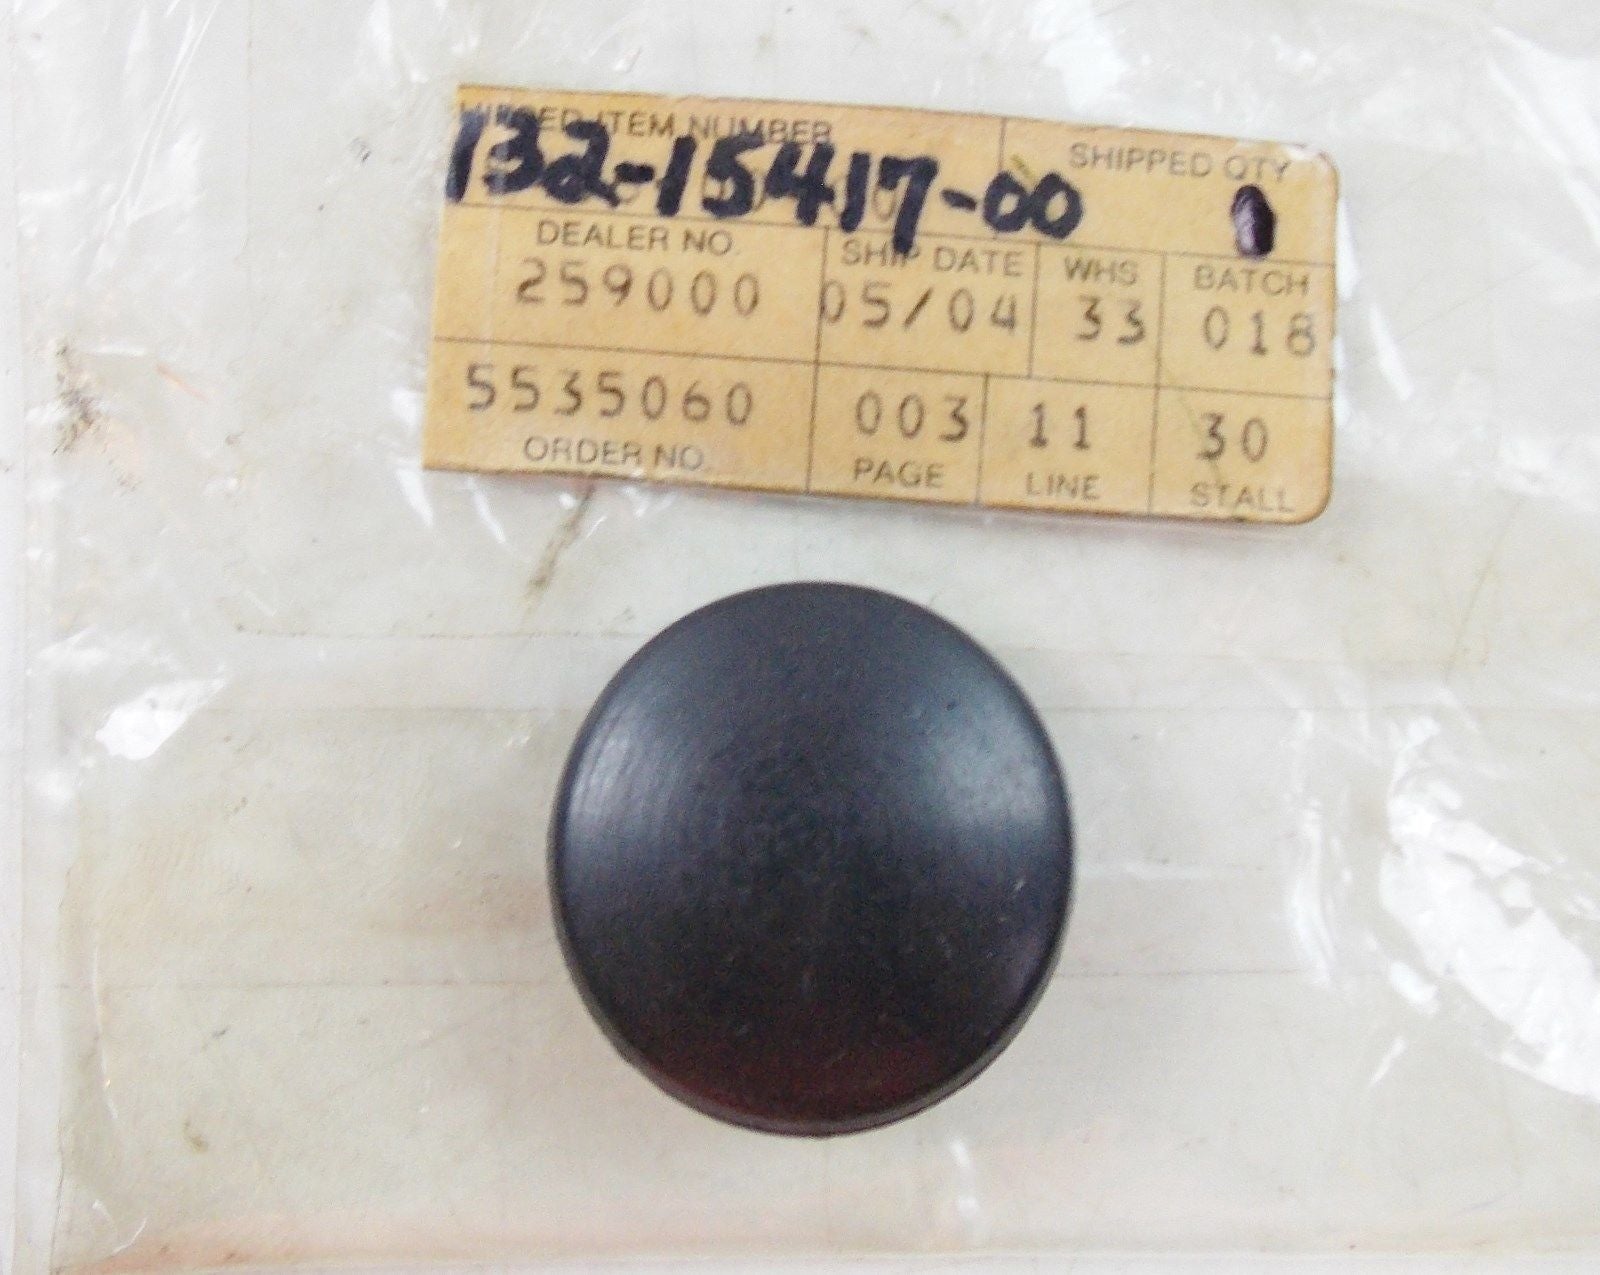 ITEM NUMBER SHIPPED QTY
132-15417-00
DEALER NO. SHIP DATE WHS BATCH
259000 05/04 33 018
5535060 003 11 30
ORDER NO. PAGE LINE STALL